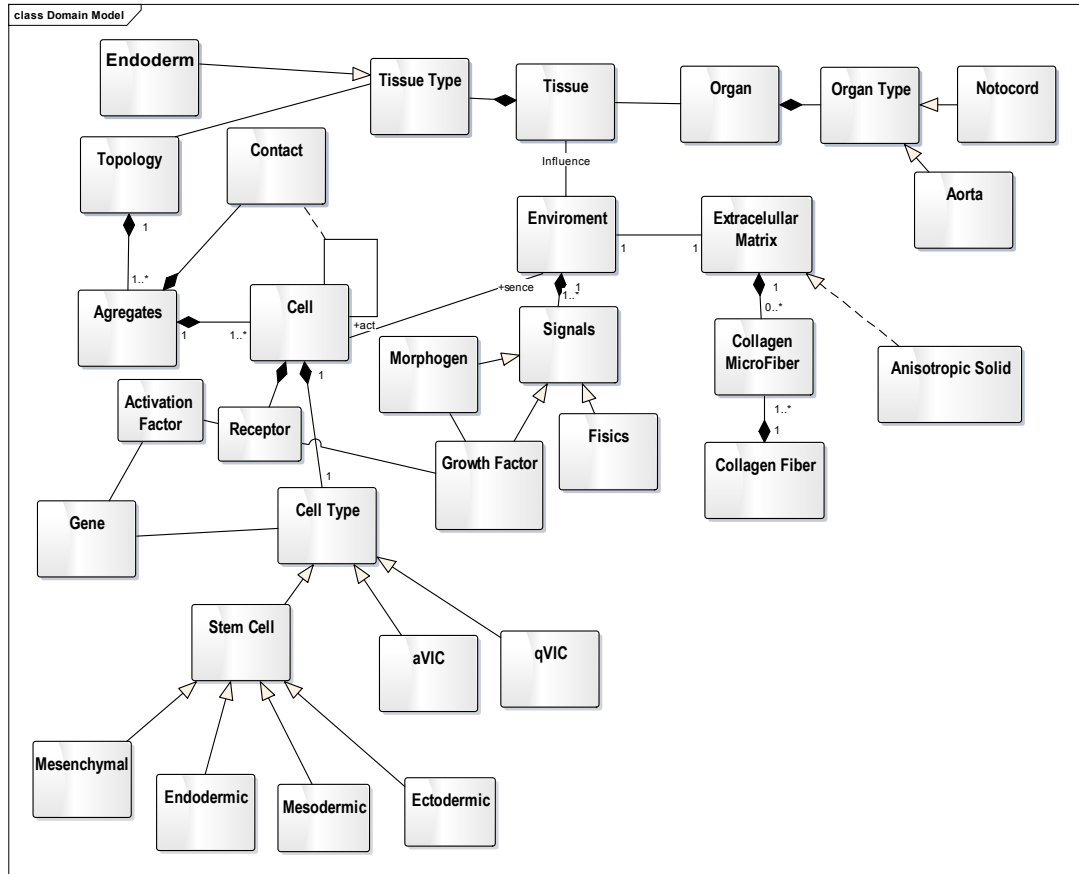 class Domain Model
Endoderm
Tissue Type
Tissue
Organ
Organ Type
Notocord
Topology
Contact
Influence
Aorta
Enviroment
Extracelullar
Matrix
1
1
1
1..*
+sence
1
1..*
1
0..*
Agregates
1
1..*
Cell
+act
1
Signals
Collagen
MicroFiber
Anisotropic Solid
Morphogen
Activation
Factor
Receptor
Fisics
1..*
1
Growth Factor
Collagen Fiber
1
Cell Type
Gene
Stem Cell
aVIC
qVIC
Mesenchymal
Endodermic
Mesodermic
Ectodermic